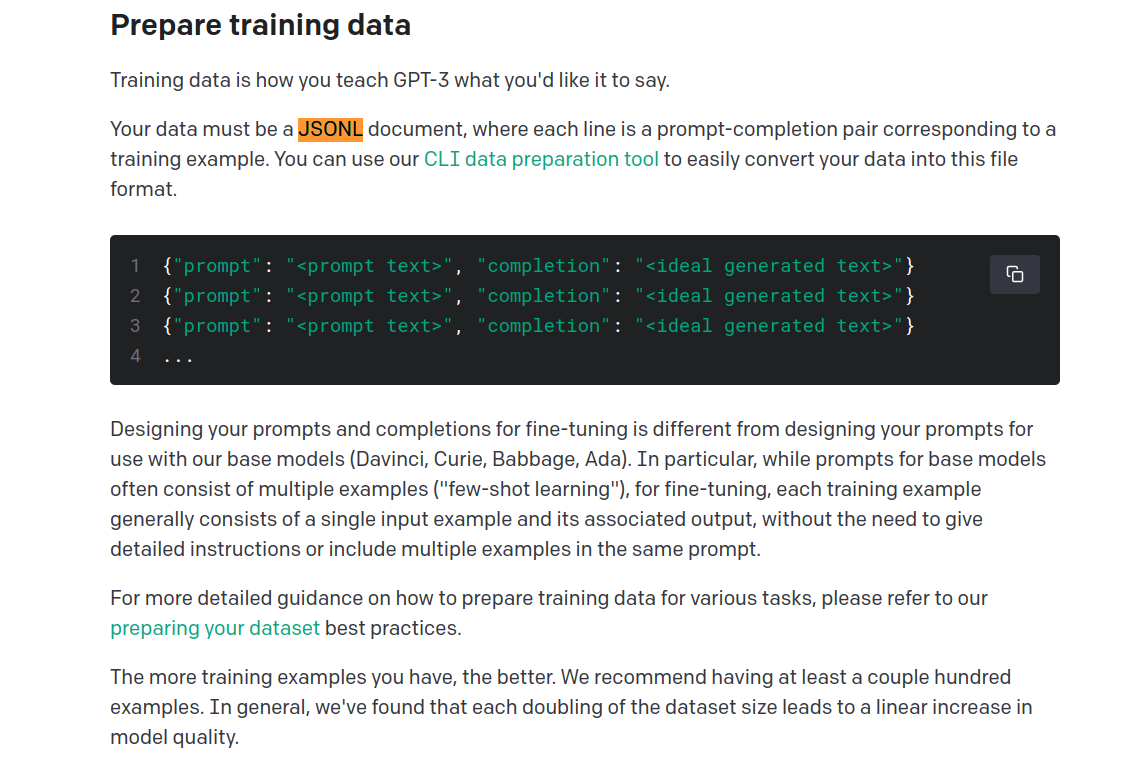 Prepare training data
Training data is how you teach GPT-3 what you'd like it to say.
Your data must be a JSONL document, where each line is a prompt-completion pair corresponding to a
training example. You can use our CLI data preparation tool to easily convert your data into this file
format.
1 {"prompt": "<prompt text>", "completion": "<ideal generated text>"}
2 {"prompt": "<prompt text>", "completion": "<ideal generated text>"}
3 {"prompt": "<prompt text>", "completion": "<ideal generated text>"}
4 ...
Designing your prompts and completions for fine-tuning is different from designing your prompts for
use with our base models (Davinci, Curie, Babbage, Ada). In particular, while prompts for base models
often consist of multiple examples ("few-shot learning"), for fine-tuning, each training example
generally consists of a single input example and its associated output, without the need to give
detailed instructions or include multiple examples in the same prompt.
For more detailed guidance on how to prepare training data for various tasks, please refer to our
preparing your dataset best practices.
The more training examples you have, the better. We recommend having at least a couple hundred
examples. In general, we've found that each doubling of the dataset size leads to a linear increase in
model quality.